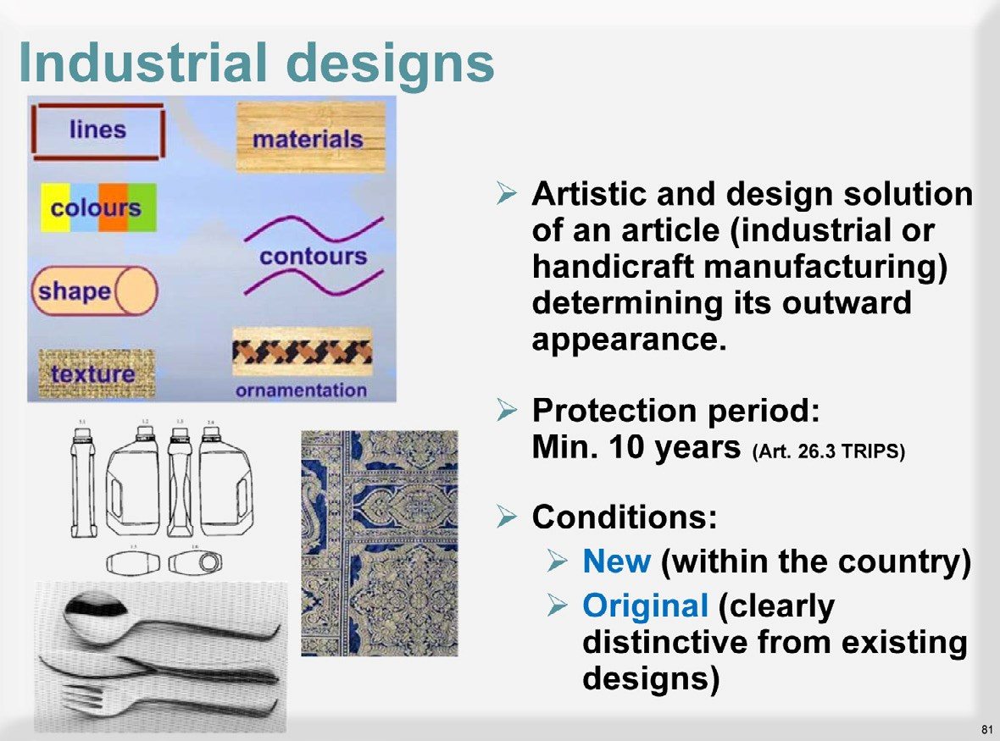 Industrial designs
lines
materials
colours
contours
shape
texture
ornamentation
1.1
1.2
1.3
1.4
1.5
1.6
➢ Artistic and design solution
of an article (industrial or
handicraft manufacturing)
determining its outward
appearance.
➢ Protection period:
Min. 10 years (Art. 26.3 TRIPS)
➢ Conditions:
➢ New (within the country)
➢ Original (clearly
distinctive from existing
designs)
81